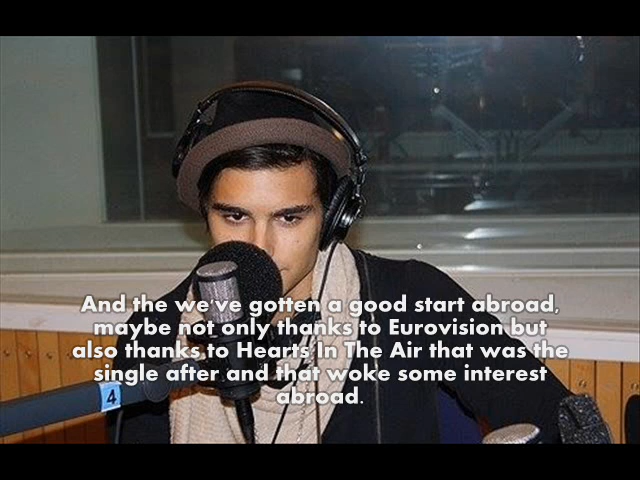 And the we've gotten a good start abroad,
maybe not only thanks to Eurovision but
also thanks to Hearts In The Air that was the
single after and that woke some interest
abroad.
4